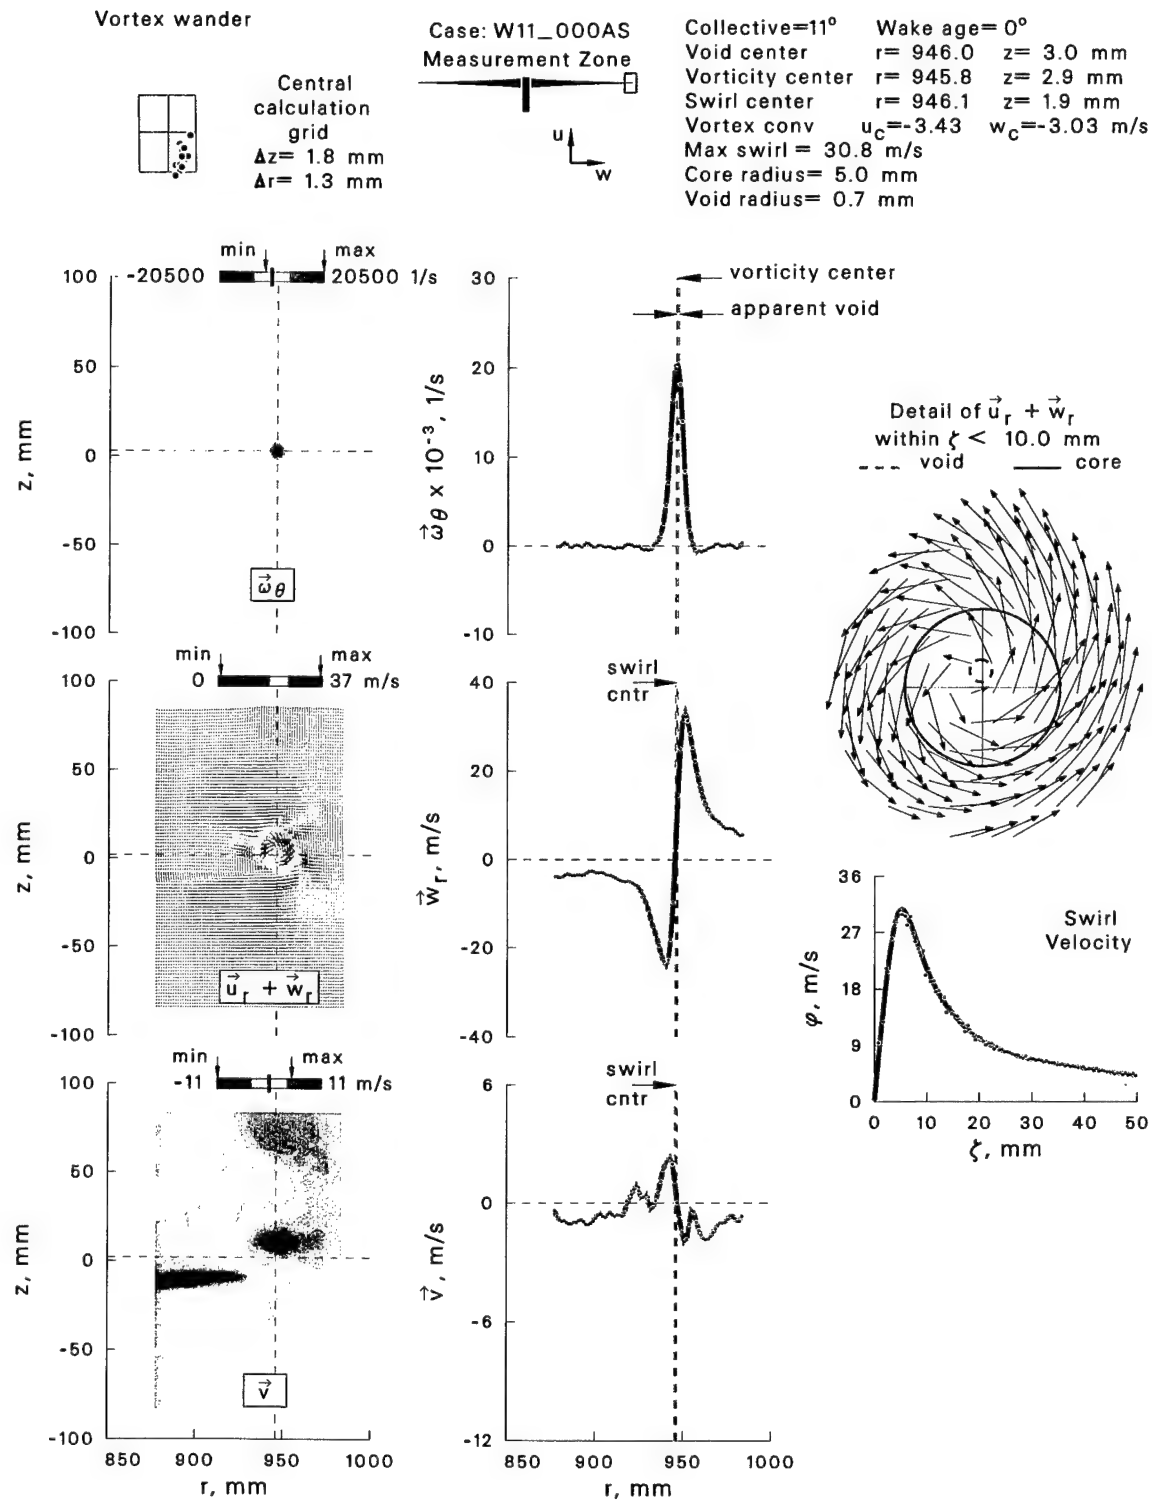 Vortex wander
Central
calculation
grid
Δz= 1.8 mm
Δr= 1.3 mm
Case: W11_000AS
Measurement Zone
u
w
Collective=11° Wake age= 0°
Void center r= 946.0 z= 3.0 mm
Vorticity center r= 945.8 z= 2.9 mm
Swirl center r= 946.1 z= 1.9 mm
Vortex conv u_c=-3.43 w_c=-3.03 m/s
Max swirl = 30.8 m/s
Core radius= 5.0 mm
Void radius= 0.7 mm
min max
-20500 20500 1/s
100
50
0
-50
-100
z, mm
ω⃗θ
30
20
10
0
-10
ω⃗θ x 10⁻³, 1/s
vorticity center
apparent void
Detail of u⃗r + w⃗r
within ζ < 10.0 mm
void core
min max
0 37 m/s
100
50
0
-50
-100
z, mm
u⃗r + w⃗r
swirl
cntr
40
20
0
-20
-40
w⃗r, m/s
36
27
18
9
0
φ, m/s
Swirl
Velocity
0 10 20 30 40 50
ζ, mm
min max
-11 11 m/s
100
50
0
-50
-100
z, mm
v⃗
850 900 950 1000
r, mm
swirl
cntr
6
0
-6
-12
v⃗, m/s
850 900 950 1000
r, mm